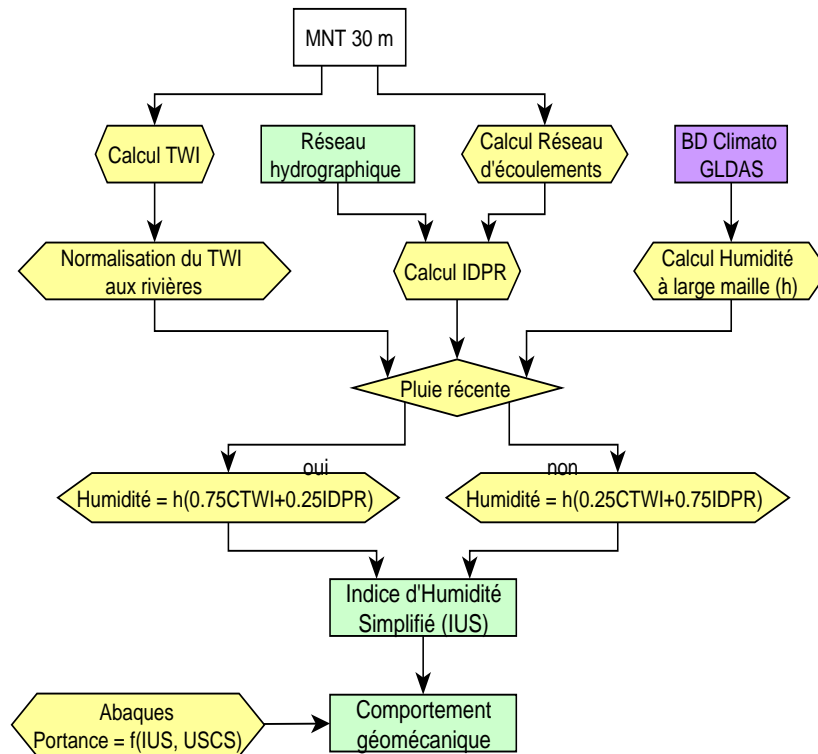 MNT 30 m
Calcul TWI
Réseau
hydrographique
Calcul Réseau
d'écoulements
BD Climato
GLDAS
Normalisation du TWI
aux rivières
Calcul IDPR
Calcul Humidité
à large maille (h)
Pluie récente
oui
non
Humidité = h(0.75CTWI+0.25IDPR)
Humidité = h(0.25CTWI+0.75IDPR)
Indice d'Humidité
Simplifié (IUS)
Abaques
Portance = f(IUS, USCS)
Comportement
géomécanique